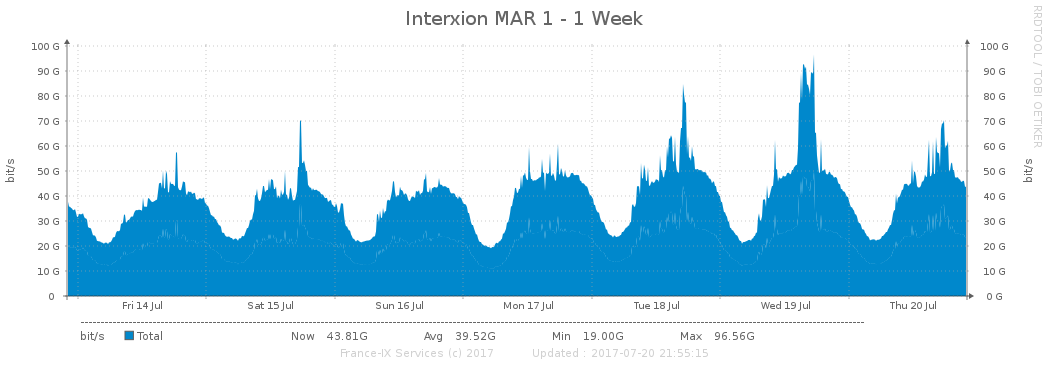 Interxion MAR 1 - 1 Week
RRDTOOL / TOBI OETIKER
bit/s
bit/s
100 G 100 G
90 G 90 G
80 G 80 G
70 G 70 G
60 G 60 G
50 G 50 G
40 G 40 G
30 G 30 G
20 G 20 G
10 G 10 G
0 0 G
Fri 14 Jul Sat 15 Jul Sun 16 Jul Mon 17 Jul Tue 18 Jul Wed 19 Jul Thu 20 Jul
bit/s Total Now 43.81G Avg 39.52G Min 19.00G Max 96.56G
France-IX Services (c) 2017 Updated : 2017-07-20 21:55:15